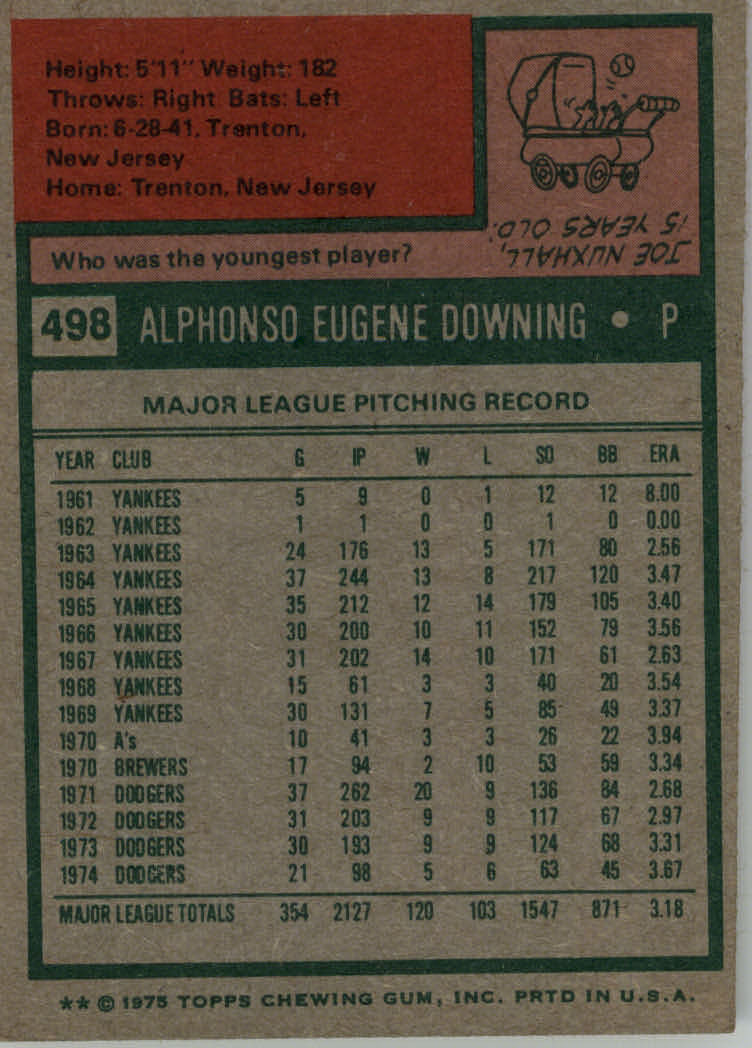 Height: 5'11" Weight: 182
Throws: Right Bats: Left
Born: 6-28-41, Trenton,
New Jersey
Home: Trenton, New Jersey
Who was the youngest player?
JOE NUXHALL,
15 YEARS OLD.
498 ALPHONSO EUGENE DOWNING • P
MAJOR LEAGUE PITCHING RECORD
YEAR CLUB G IP W L SO BB ERA
1961 YANKEES 5 9 0 1 12 12 8.00
1962 YANKEES 1 1 0 0 1 0 0.00
1963 YANKEES 24 176 13 5 171 80 2.56
1964 YANKEES 37 244 13 8 217 120 3.47
1965 YANKEES 35 212 12 14 179 105 3.40
1966 YANKEES 30 200 10 11 152 79 3.56
1967 YANKEES 31 202 14 10 171 61 2.63
1968 YANKEES 15 61 3 3 40 20 3.54
1969 YANKEES 30 131 7 5 85 49 3.37
1970 A's 10 41 3 3 26 22 3.94
1970 BREWERS 17 94 2 10 53 59 3.34
1971 DODGERS 37 262 20 9 136 84 2.68
1972 DODGERS 31 203 9 9 117 67 2.97
1973 DODGERS 30 193 9 9 124 68 3.31
1974 DODGERS 21 98 5 6 63 45 3.67
MAJOR LEAGUE TOTALS 354 2127 120 103 1547 871 3.18
** © 1975 TOPPS CHEWING GUM, INC. PRTD IN U.S.A.